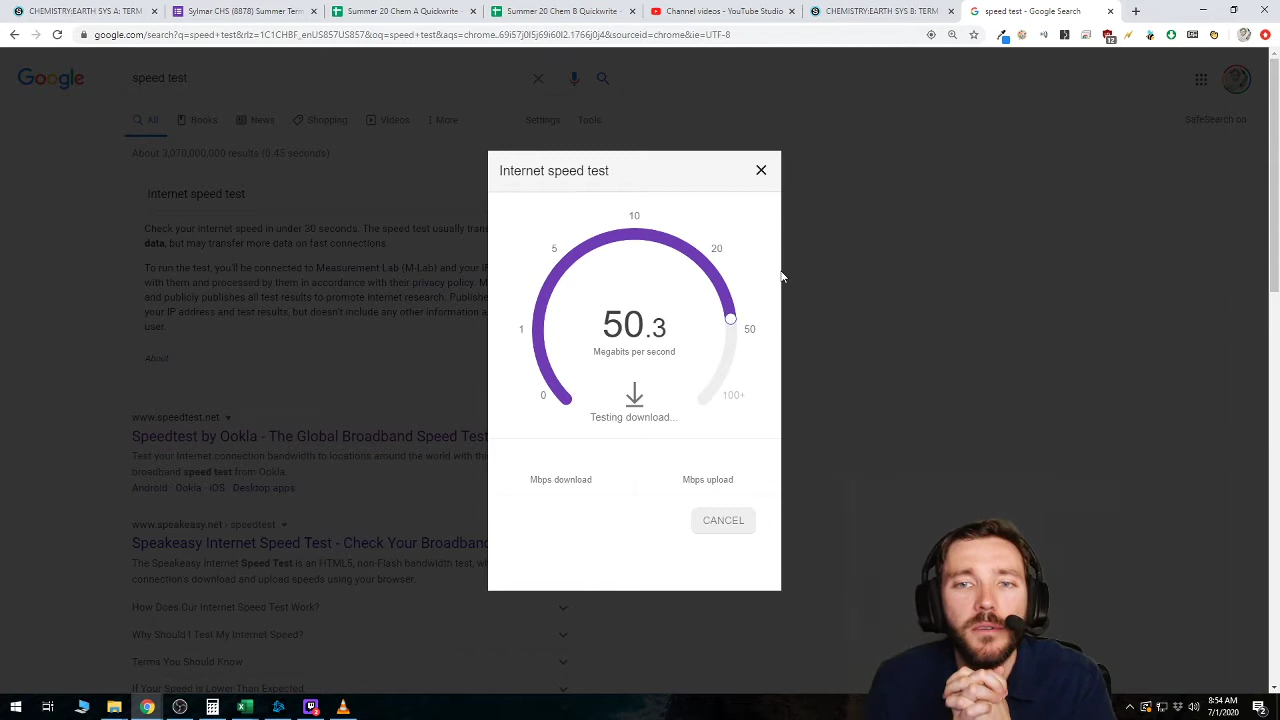 CHEMISTRY/EARTH SYS A: TERM
Sylmar CHS (8878) Summer Term
Summer 20 Chem A Quickwrite -
Summer 20 Chem B Quickwrite -
Channel videos - YouTube Studio
CHEMISTRY/EARTH SYS B: TERM
speed test - Google Search
google.com/search?q=speed+test&rlz=1C1CHBF_enUS857US857&oq=speed+test&aqs=chrome..69i57j0l5j69i60l2.1766j0j4&sourceid=chrome&ie=UTF-8
12
Google
speed test
All
Books
News
Shopping
Videos
More
Settings
Tools
SafeSearch on
About 3,070,000,000 results (0.45 seconds)
Internet speed test
Check your internet speed in under 30 seconds. The speed test usually
data, but may transfer more data on fast connections.
To run the test, you'll be connected to Measurement Lab (M-Lab) and your
with them and processed by them in accordance with their privacy policy.
and publicly publishes all test results to promote Internet research.
your IP address and test results, but doesn't include any other information
user.
About
Internet speed test
0
1
5
10
20
50
100+
50.3
Megabits per second
Testing download...
Mbps download
Mbps upload
CANCEL
www.speedtest.net
Speedtest by Ookla - The Global Broadband Speed Test
Test your Internet connection bandwidth to locations around the world with
broadband speed test from Ookla.
Android · Ookla · iOS · Desktop apps
www.speakeasy.net › speedtest
Speakeasy Internet Speed Test - Check Your Broadband
The Speakeasy Internet Speed Test is an HTML5, non-Flash bandwidth test,
connections download and upload speeds using your browser.
How Does Our Internet Speed Test Work?
Why Should I Test My Internet Speed?
Terms You Should Know
If Your Speed is Lower Than Expected
8:54 AM
7/1/2020
2